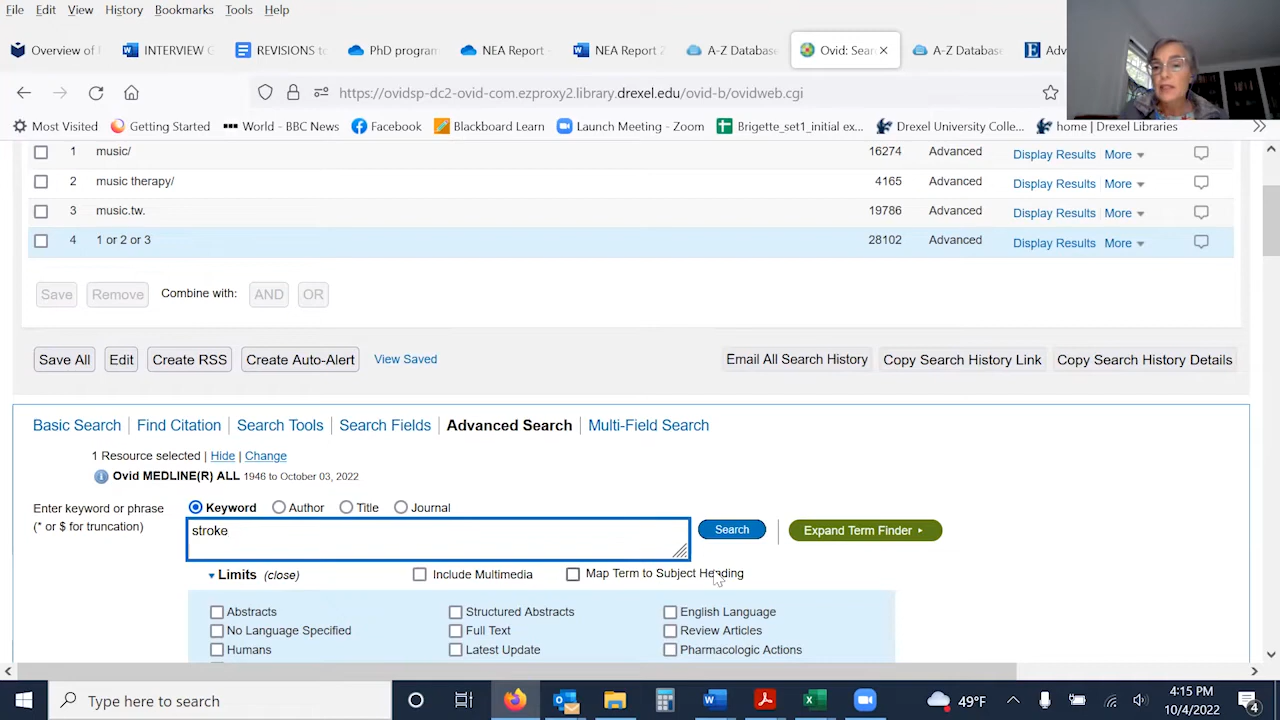 File Edit View History Bookmarks Tools Help
Overview of INTERVIEW REVISIONS PhD program NEA Report NEA Report 2 A-Z Database Ovid: Sear A-Z Database Adv
https://ovidsp-dc2-ovid-com.ezproxy2.library.drexel.edu/ovid-b/ovidweb.cgi
Most Visited Getting Started World - BBC News Facebook Blackboard Learn Launch Meeting - Zoom Brigette_set1_initial ex... Drexel University Colle... home | Drexel Libraries
1 music/ 16274 Advanced Display Results More
2 music therapy/ 4165 Advanced Display Results More
3 music.tw. 19786 Advanced Display Results More
4 1 or 2 or 3 28102 Advanced Display Results More
Save Remove Combine with: AND OR
Save All Edit Create RSS Create Auto-Alert View Saved Email All Search History Copy Search History Link Copy Search History Details
Basic Search | Find Citation | Search Tools | Search Fields | Advanced Search | Multi-Field Search
1 Resource selected | Hide | Change
Ovid MEDLINE(R) ALL 1946 to October 03, 2022
Enter keyword or phrase
(* or $ for truncation)
Keyword Author Title Journal
stroke
Search Expand Term Finder
Limits (close) Include Multimedia Map Term to Subject Heading
Abstracts Structured Abstracts English Language
No Language Specified Full Text Review Articles
Humans Latest Update Pharmacologic Actions
Type here to search
49°F
4:15 PM
10/4/2022
4